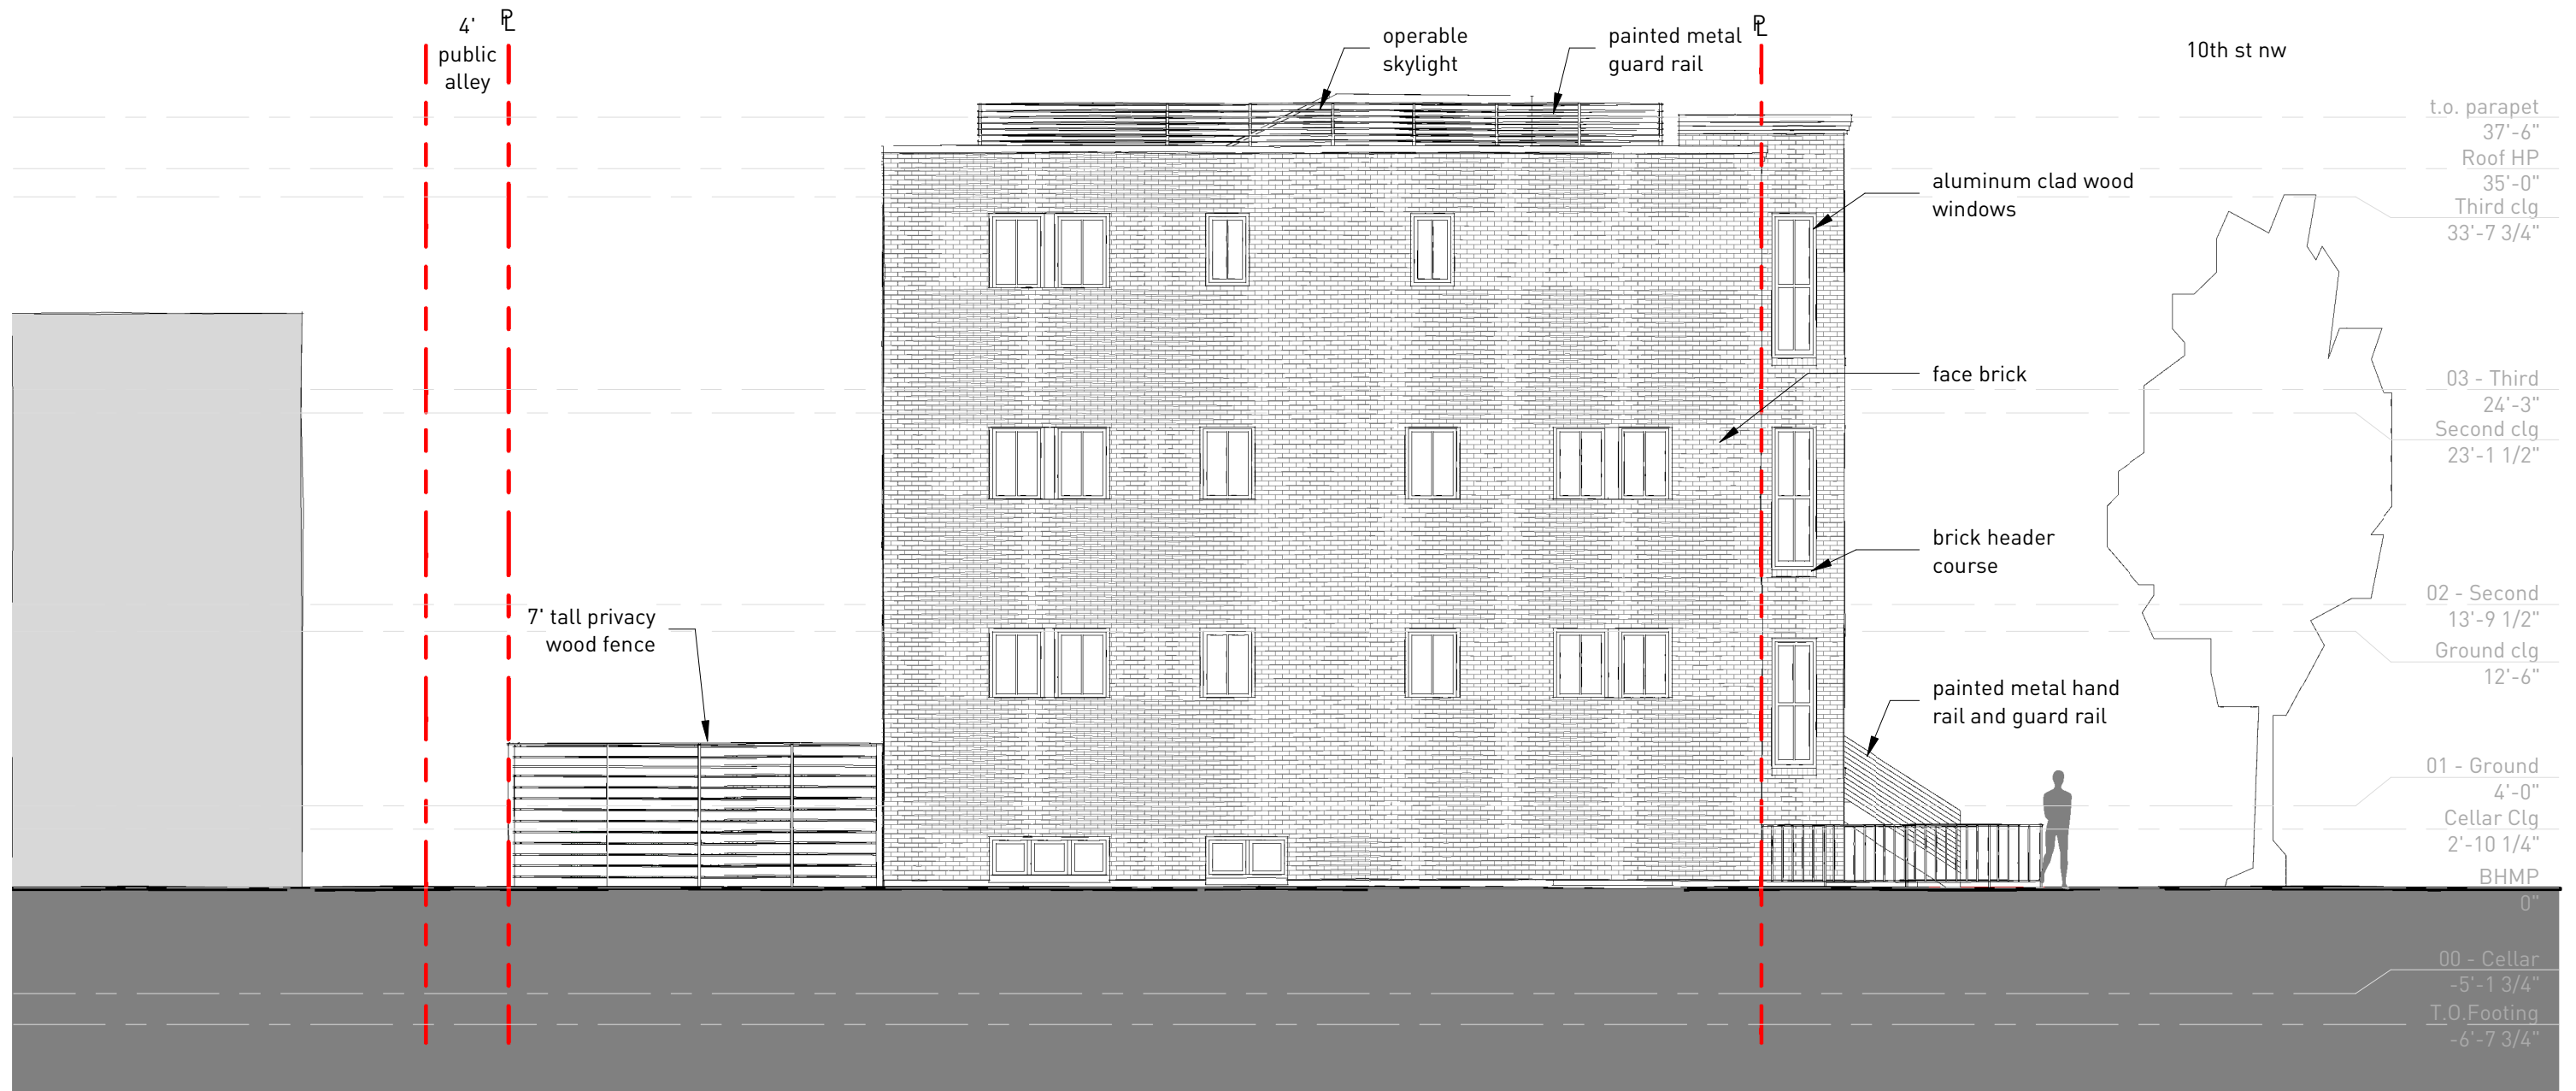 4'
public
alley
PL
operable
skylight
painted metal
guard rail
PL
10th st nw
t.o. parapet
37'-6"
Roof HP
35'-0"
Third clg
33'-7 3/4"
aluminum clad wood
windows
face brick
03 - Third
24'-3"
Second clg
23'-1 1/2"
brick header
course
02 - Second
13'-9 1/2"
Ground clg
12'-6"
7' tall privacy
wood fence
painted metal hand
rail and guard rail
01 - Ground
4'-0"
Cellar Clg
2'-10 1/4"
BHMP
0"
00 - Cellar
-5'-1 3/4"
T.O.Footing
-6'-7 3/4"